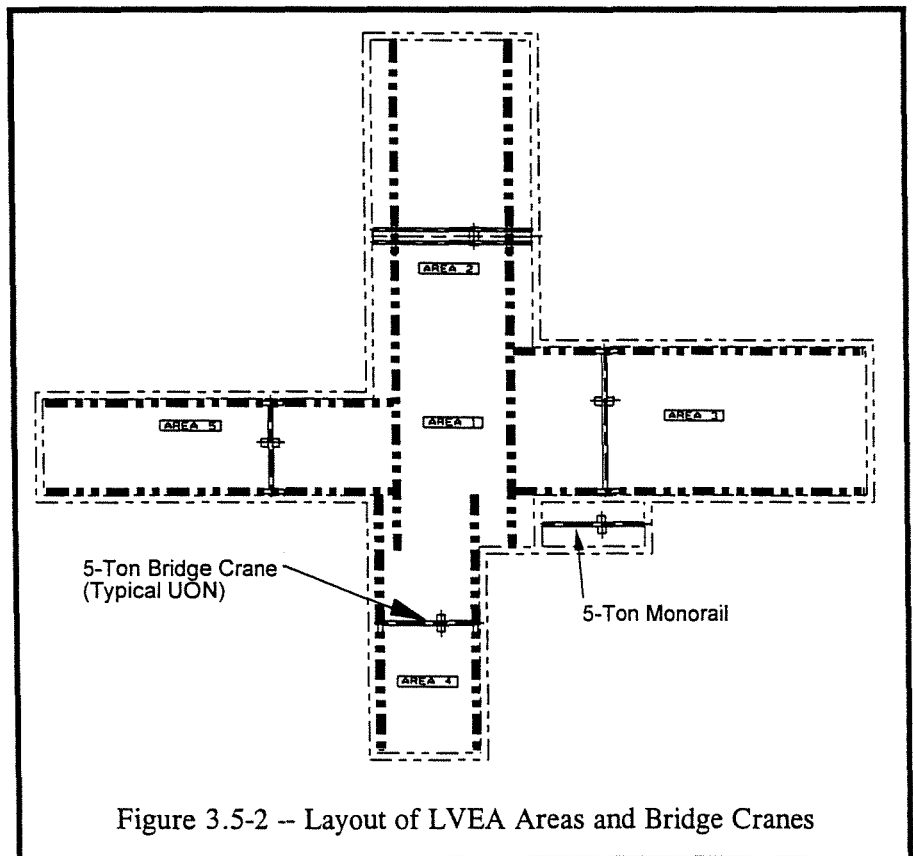 AREA 2
AREA 5
AREA 1
AREA 3
5-Ton Bridge Crane
(Typical UON)
5-Ton Monorail
AREA 4
Figure 3.5-2 -- Layout of LVEA Areas and Bridge Cranes